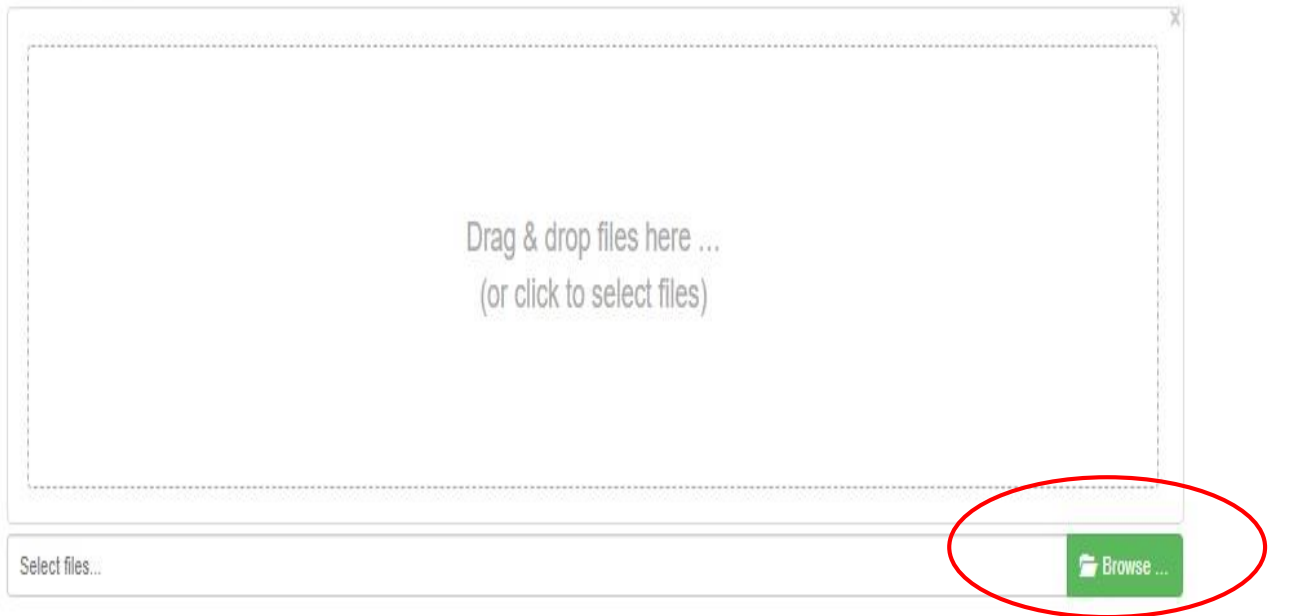 x
Drag & drop files here ...
(or click to select files)
Select files...
Browse ...